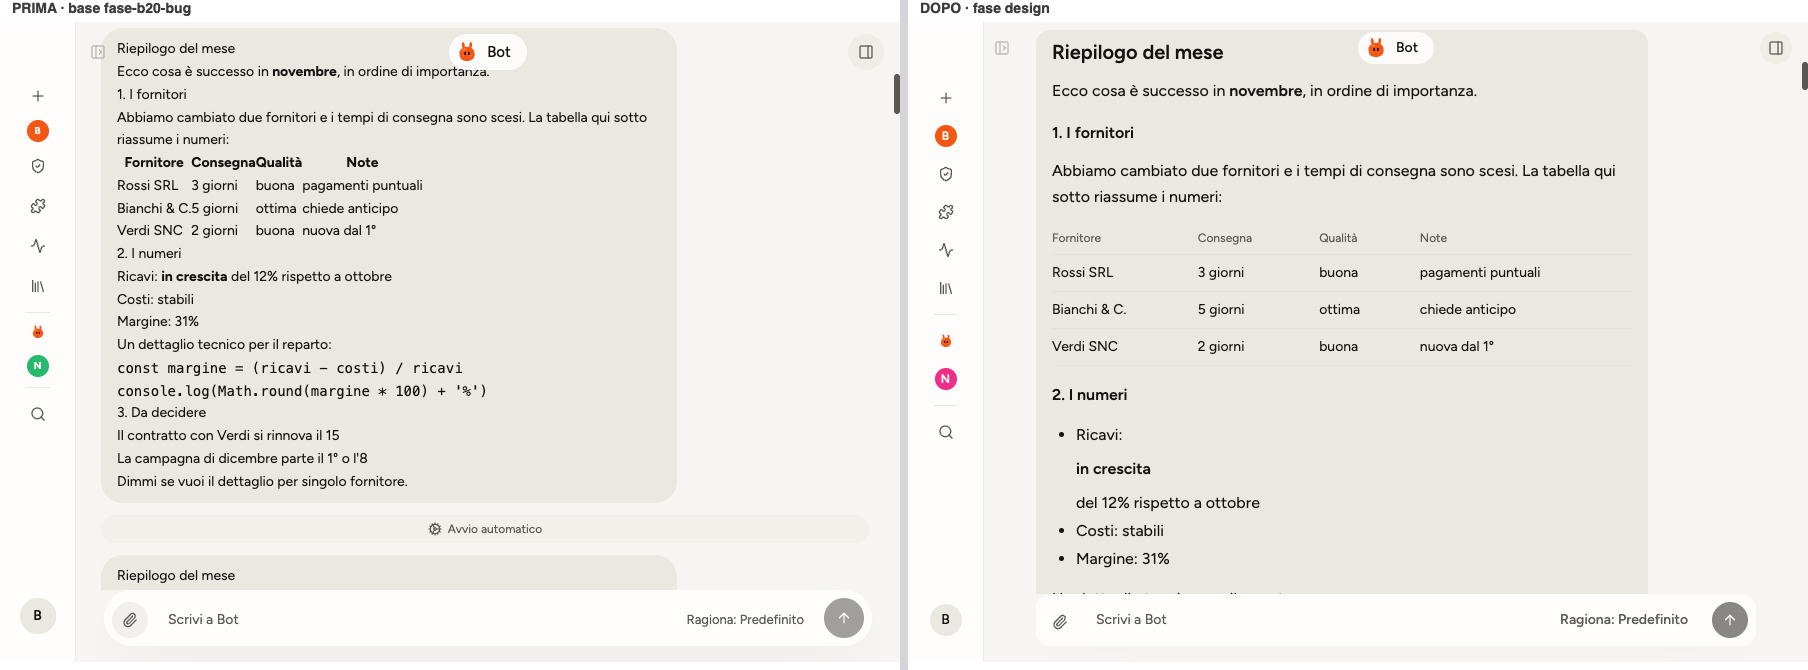 PRIMA · base fase-b20-bug
Bot
Riepilogo del mese
Ecco cosa è successo in novembre, in ordine di importanza.
1. I fornitori
Abbiamo cambiato due fornitori e i tempi di consegna sono scesi. La tabella qui sotto
riassume i numeri:
Fornitore Consegna Qualità Note
Rossi SRL 3 giorni buona pagamenti puntuali
Bianchi & C. 5 giorni ottima chiede anticipo
Verdi SNC 2 giorni buona nuova dal 1°
2. I numeri
Ricavi: in crescita del 12% rispetto a ottobre
Costi: stabili
Margine: 31%
Un dettaglio tecnico per il reparto:
const margine = (ricavi − costi) / ricavi
console.log(Math.round(margine * 100) + '%')
3. Da decidere
Il contratto con Verdi si rinnova il 15
La campagna di dicembre parte il 1° o l'8
Dimmi se vuoi il dettaglio per singolo fornitore.
Avvio automatico
Riepilogo del mese
Scrivi a Bot
Ragiona: Predefinito
B
N
B
DOPO · fase design
Bot
Riepilogo del mese
Ecco cosa è successo in novembre, in ordine di importanza.
1. I fornitori
Abbiamo cambiato due fornitori e i tempi di consegna sono scesi. La tabella qui
sotto riassume i numeri:
Fornitore Consegna Qualità Note
Rossi SRL 3 giorni buona pagamenti puntuali
Bianchi & C. 5 giorni ottima chiede anticipo
Verdi SNC 2 giorni buona nuova dal 1°
2. I numeri
• Ricavi:
in crescita
del 12% rispetto a ottobre
• Costi: stabili
• Margine: 31%
Scrivi a Bot
Ragiona: Predefinito
B
N
B